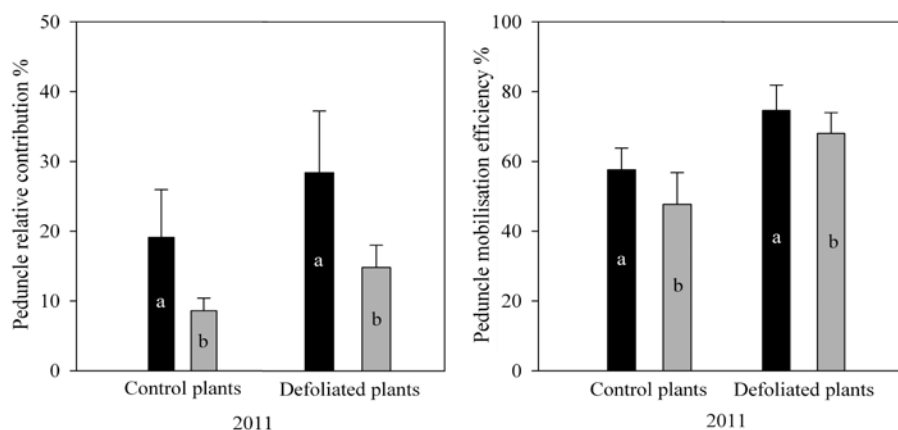 Peduncle relative contribution %
50
40
30
20
10
0
a
b
a
b
Control plants
Defoliated plants
2011
Peduncle mobilisation efficiency %
100
80
60
40
20
0
a
b
a
b
Control plants
Defoliated plants
2011